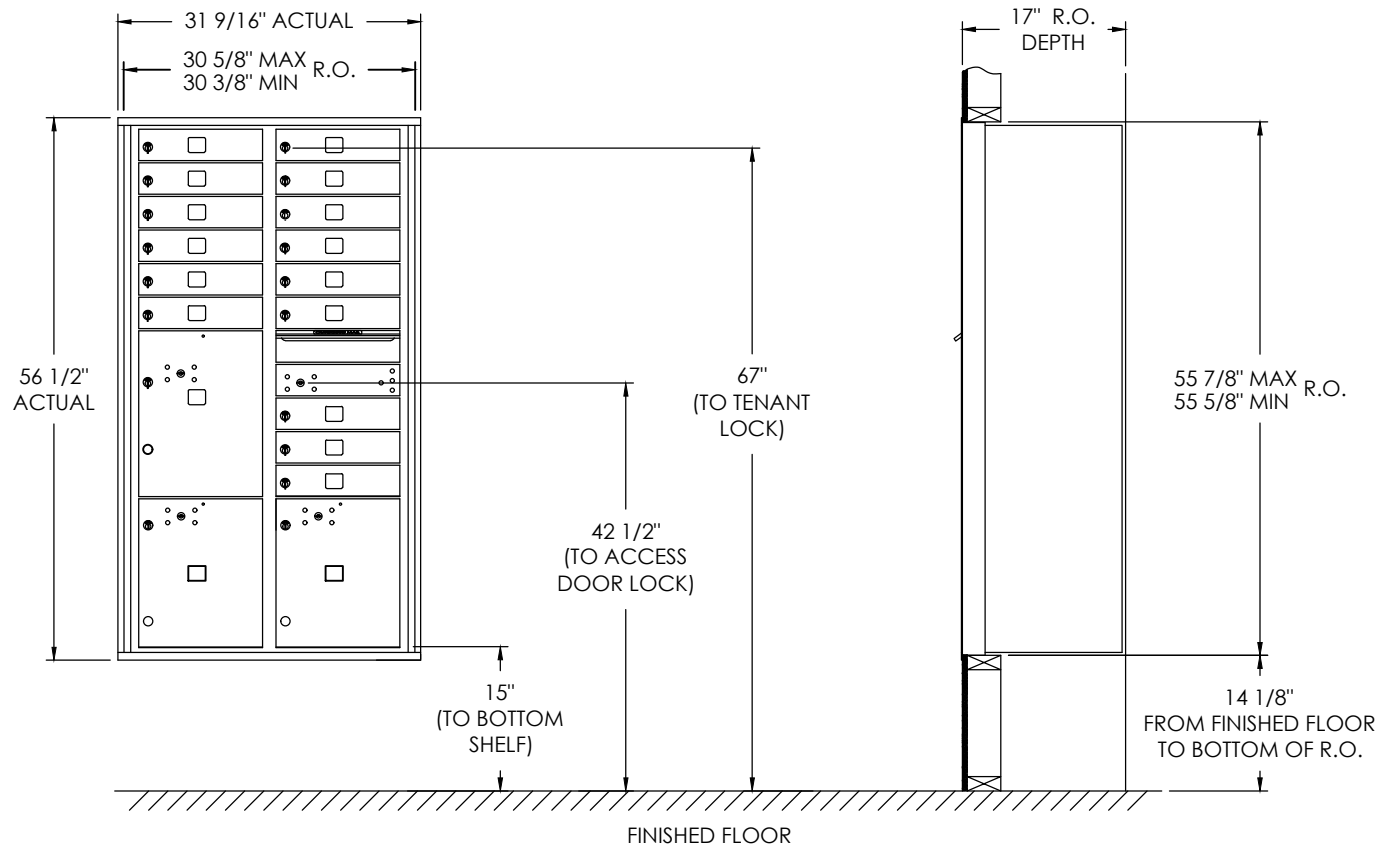 31 9/16" ACTUAL
30 5/8" MAX
30 3/8" MIN
R.O.
17" R.O.
DEPTH
56 1/2"
ACTUAL
67"
(TO TENANT
LOCK)
55 7/8" MAX
55 5/8" MIN
R.O.
42 1/2"
(TO ACCESS
DOOR LOCK)
15"
(TO BOTTOM
SHELF)
14 1/8"
FROM FINISHED FLOOR
TO BOTTOM OF R.O.
FINISHED FLOOR